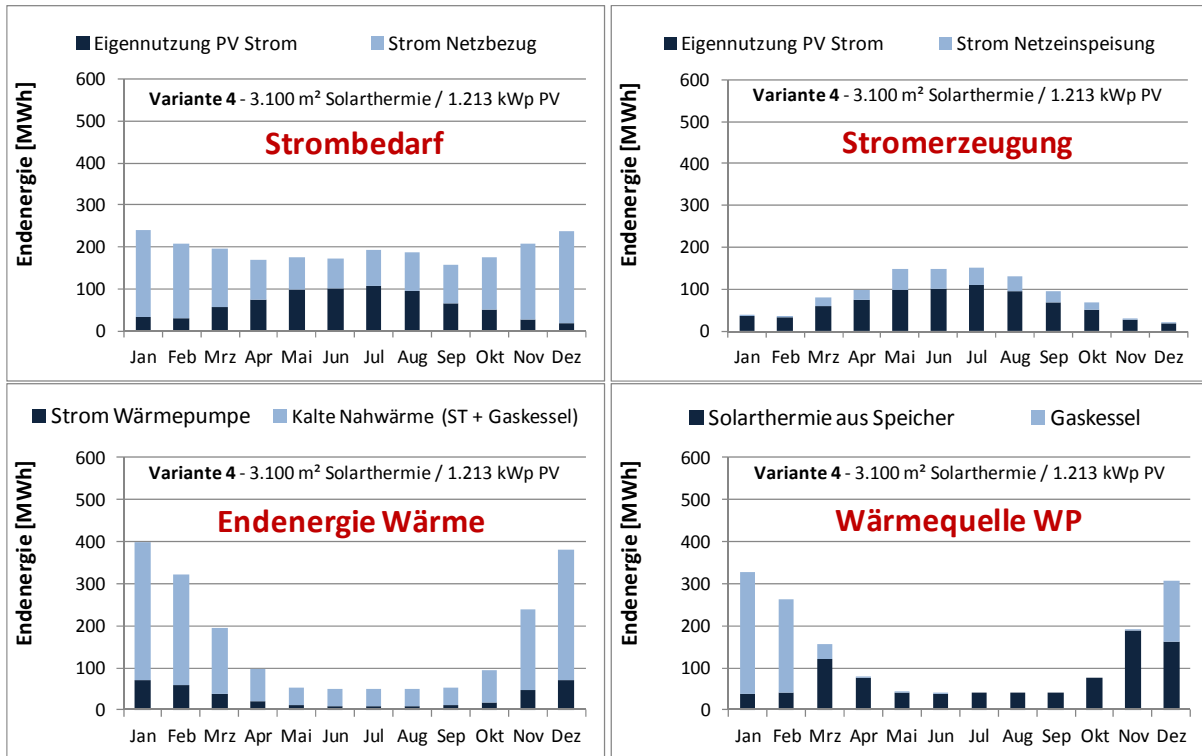 Eigennutzung PV Strom Strom Netzbezug
Endenergie [MWh]
600
500
400
300
200
100
0
Variante 4 - 3.100 m² Solarthermie / 1.213 kWp PV
Strombedarf
Jan Feb Mrz Apr Mai Jun Jul Aug Sep Okt Nov Dez
Eigennutzung PV Strom Strom Netzeinspeisung
Endenergie [MWh]
600
500
400
300
200
100
0
Variante 4 - 3.100 m² Solarthermie / 1.213 kWp PV
Stromerzeugung
Jan Feb Mrz Apr Mai Jun Jul Aug Sep Okt Nov Dez
Strom Wärmepumpe Kalte Nahwärme (ST + Gaskessel)
Endenergie [MWh]
600
500
400
300
200
100
0
Variante 4 - 3.100 m² Solarthermie / 1.213 kWp PV
Endenergie Wärme
Jan Feb Mrz Apr Mai Jun Jul Aug Sep Okt Nov Dez
Solarthermie aus Speicher Gaskessel
Endenergie [MWh]
600
500
400
300
200
100
0
Variante 4 - 3.100 m² Solarthermie / 1.213 kWp PV
Wärmequelle WP
Jan Feb Mrz Apr Mai Jun Jul Aug Sep Okt Nov Dez